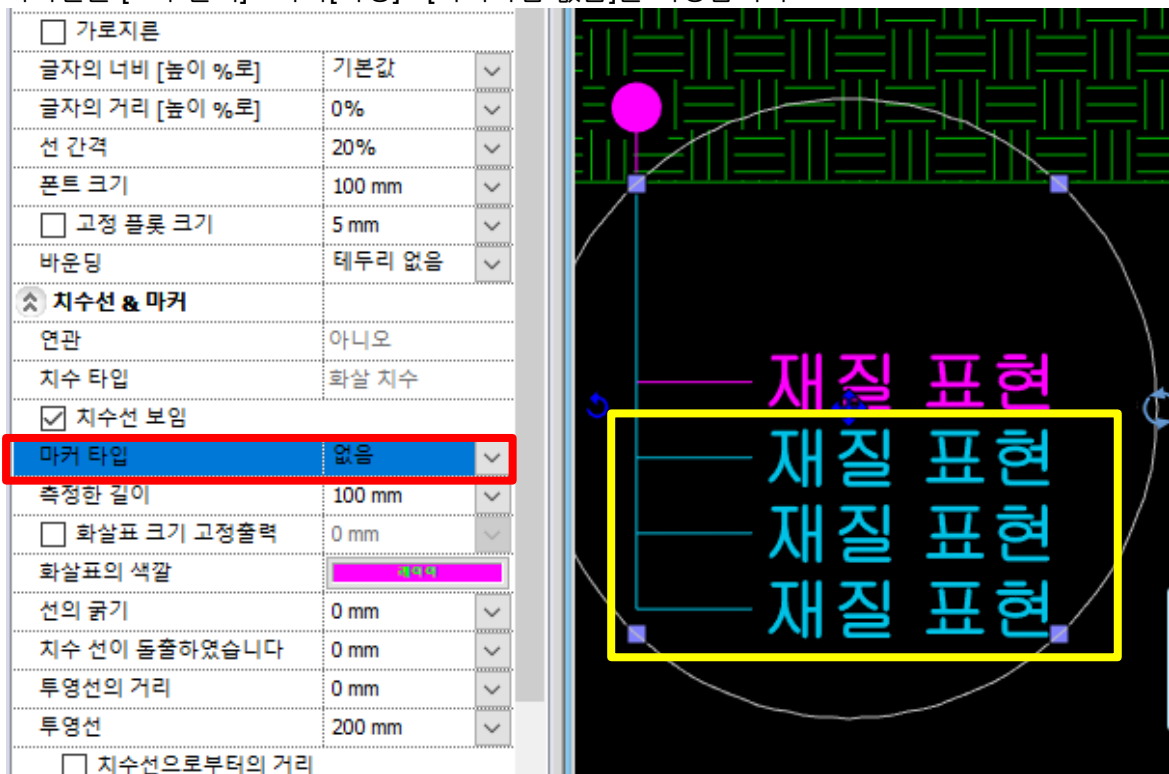 가로지른
글자의 너비 [높이 %로] 기본값
글자의 거리 [높이 %로] 0%
선 간격 20%
폰트 크기 100 mm
고정 플롯 크기 5 mm
바운딩 테두리 없음
치수선 & 마커
연관 아니오
치수 타입 화살 치수
치수선 보임
마커 타입 없음
측정한 길이 100 mm
화살표 크기 고정출력 0 mm
화살표의 색깔 레이어
선의 굵기 0 mm
치수 선이 돌출하였습니다 0 mm
투영선의 거리 0 mm
투영선 200 mm
치수선으로부터의 거리
재질 표현
재질 표현
재질 표현
재질 표현